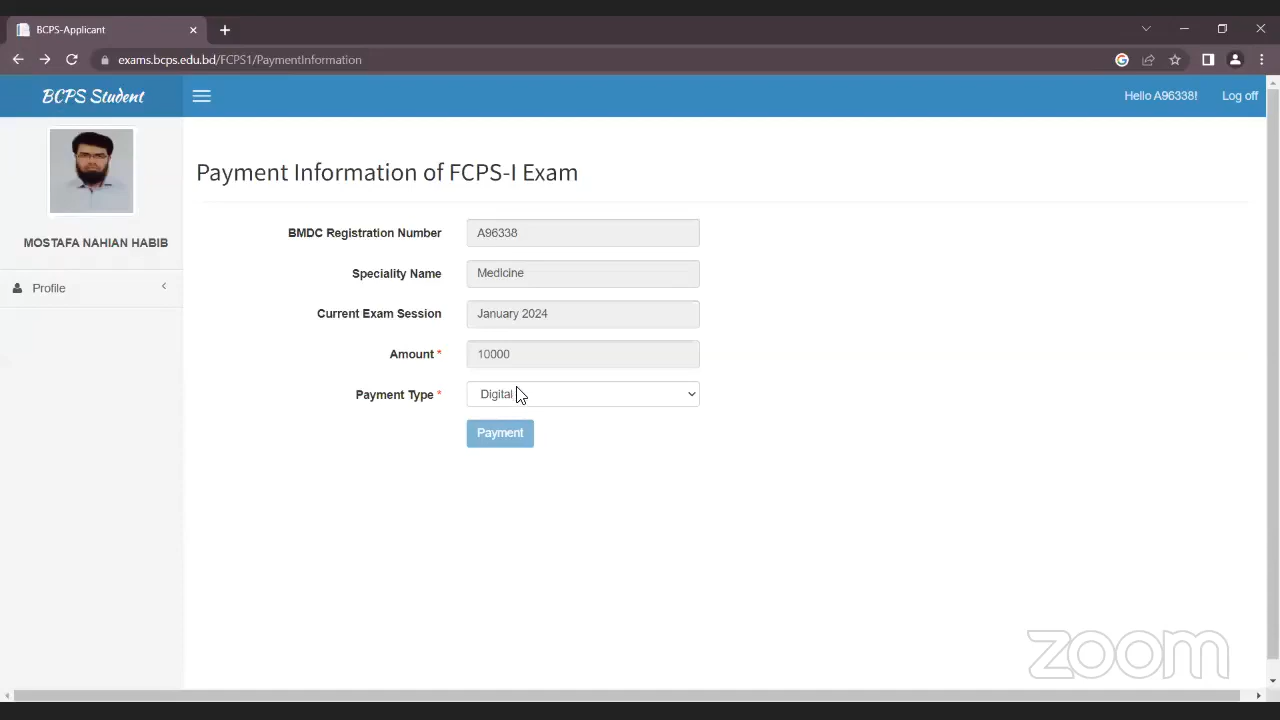 BCPS-Applicant
exams.bcps.edu.bd/FCPS1/PaymentInformation
BCPS Student
Hello A96338!
Log off
MOSTAFA NAHIAN HABIB
Profile
Payment Information of FCPS-I Exam
BMDC Registration Number
A96338
Speciality Name
Medicine
Current Exam Session
January 2024
Amount *
10000
Payment Type *
Digital
Payment
zoom